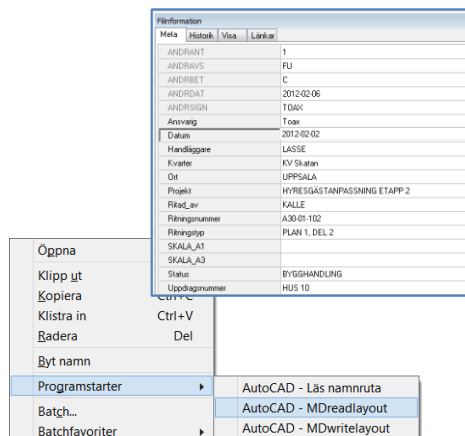 Filinformation
Meta Historik Visa Länkar
ANDRANT 1
ANDRAVS FU
ANDRBET C
ANDRDAT 2012-02-06
ANDRSIGN TOAX
Ansvarig Toax
Datum 2012-02-02
Handläggare LASSE
Kvarter KV Skatan
Ort UPPSALA
Projekt HYRESGÄSTANPASSNING ETAPP 2
Ritad_av KALLE
Ritningsnummer A30-01-102
Ritningstyp PLAN 1, DEL 2
SKALA_A1
SKALA_A3
Status BYGGHANDLING
Uppdragsnummer HUS 10
Öppna
Klipp ut
Kopiera Ctrl+C
Klistra in Ctrl+V
Radera Del
Byt namn
Programstarter
Batch...
Batchfavoriter
AutoCAD - Läs namnruta
AutoCAD - MDreadlayout
AutoCAD - MDwritelayout